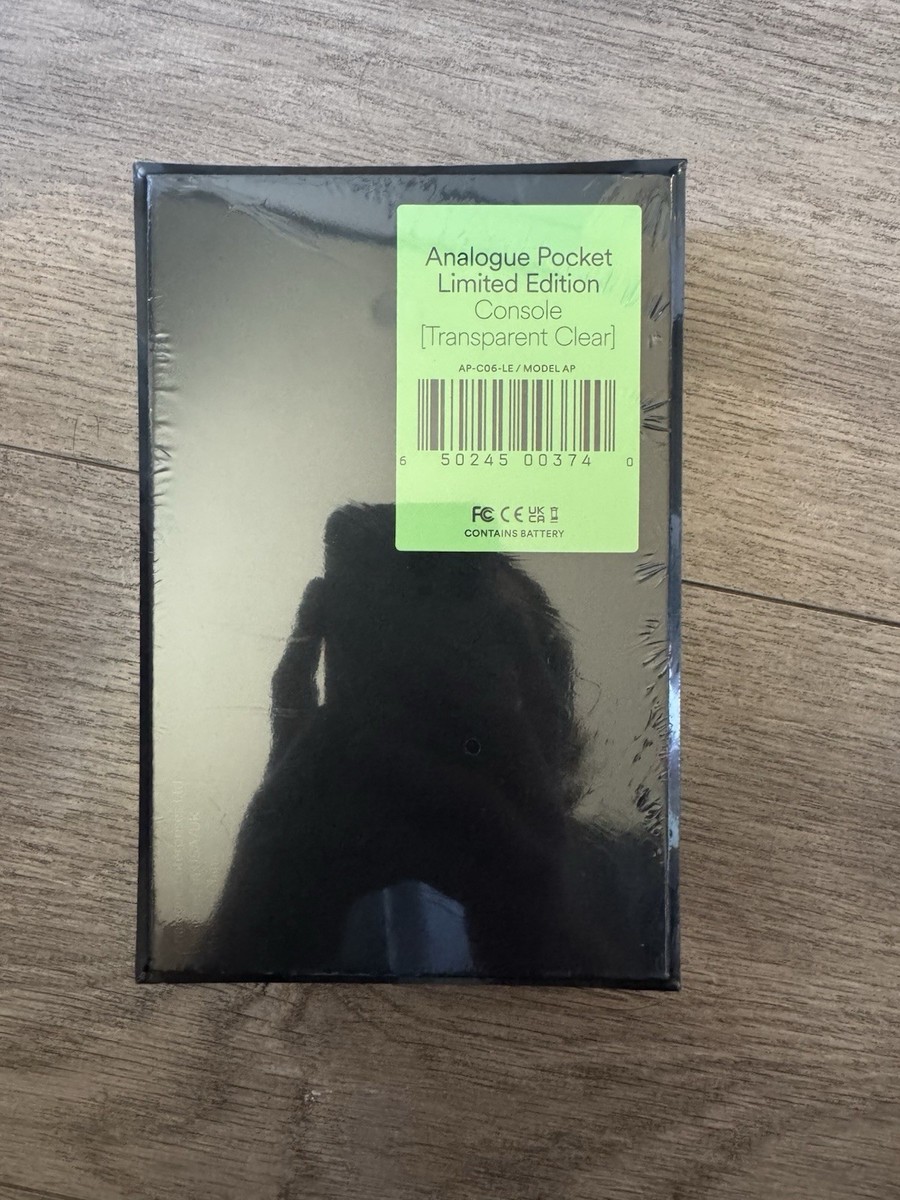 Analogue Pocket
Limited Edition
Console
[Transparent Clear]
AP-C06-LE / MODEL AP
6 50245 00374 0
FC CE UK
CA
CONTAINS BATTERY